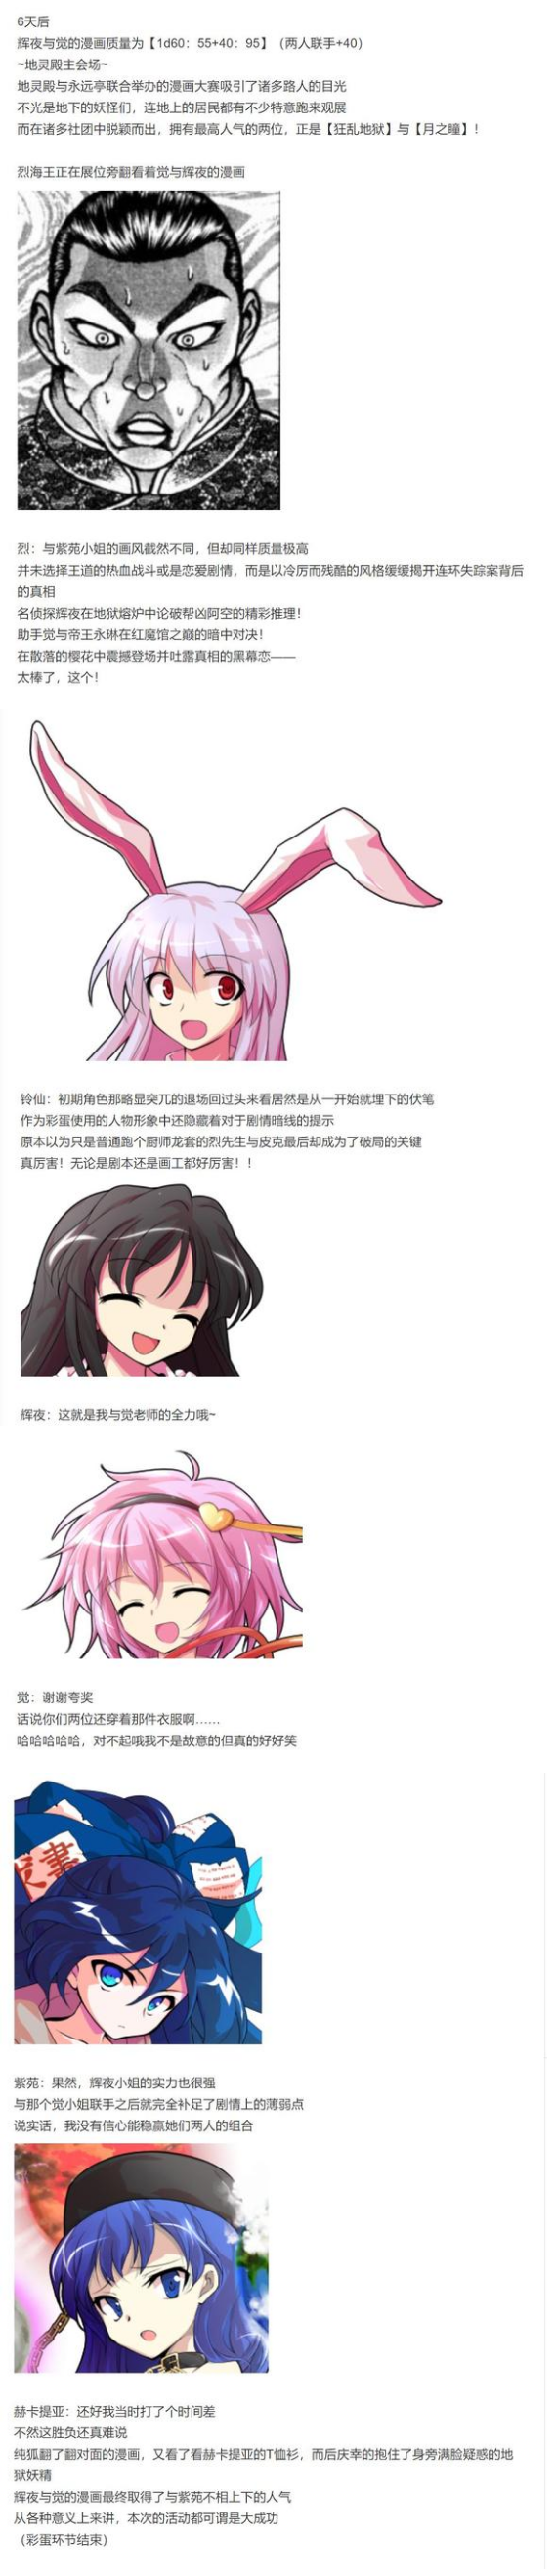 6天后
辉夜与觉的漫画质量为【1d60：55+40：95】（两人联手+40）
~地灵殿主会场~
地灵殿与永远亭联合举办的漫画大赛吸引了诸多路人的目光
不光是地下的妖怪们，连地上的居民都有不少特意跑来观展
而在诸多社团中脱颖而出，拥有最高人气的两位，正是【狂乱地狱】与【月之瞳】！
烈海王正在展位旁翻看着觉与辉夜的漫画
烈：与紫苑小姐的画风截然不同，但却同样质量极高
并未选择王道的热血战斗或是恋爱剧情，而是以冷厉而残酷的风格缓缓揭开连环失踪案背后
的真相
名侦探辉夜在地狱熔炉中论破帮凶阿空的精彩推理！
助手觉与帝王永琳在红魔馆之巅的暗中对决！
在散落的樱花中震撼登场并吐露真相的黑幕恋——
太棒了，这个！
铃仙：初期角色那略显突兀的退场回过头来看居然是从一开始就埋下的伏笔
作为彩蛋使用的人物形象中还隐藏着对于剧情暗线的提示
原本以为只是普通跑个厨师龙套的烈先生与皮克最后却成为了破局的关键
真厉害！无论是剧本还是画工都好厉害！！
辉夜：这就是我与觉老师的全力哦~
觉：谢谢夸奖
话说你们两位还穿着那件衣服啊……
哈哈哈哈哈，对不起哦我不是故意的但真的好好笑
紫苑：果然，辉夜小姐的实力也很强
与那个觉小姐联手之后就完全补足了剧情上的薄弱点
说实话，我没有信心能稳赢她们两人的组合
赫卡提亚：还好我当时打了个时间差
不然这胜负还真难说
纯狐翻了翻对面的漫画，又看了看赫卡提亚的T恤衫，而后庆幸的抱住了身旁满脸疑惑的地
狱妖精
辉夜与觉的漫画最终取得了与紫苑不相上下的人气
从各种意义上来讲，本次的活动都可谓是大成功
（彩蛋环节结束）